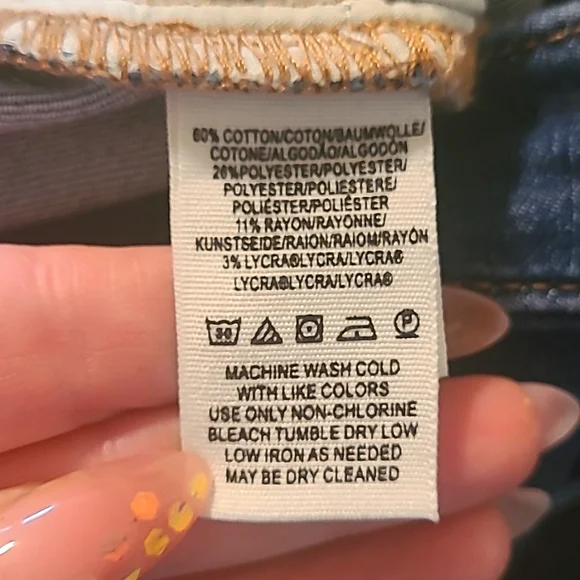 60% COTTON/COTON/BAUMWOLLE/
COTONE/ALGODÃO/ALGODÓN
26%POLYESTER/POLYESTER/
POLYESTER/POLIESTERE/
POLIÉSTER/POLIÉSTER
11% RAYON/RAYONNE/
KUNSTSEIDE/RAION/RAIOM/RAYÓN
3% LYCRA®LYCRA/LYCRA®
LYCRA®LYCRA/LYCRA®
30 P
MACHINE WASH COLD
WITH LIKE COLORS
USE ONLY NON-CHLORINE
BLEACH TUMBLE DRY LOW
LOW IRON AS NEEDED
MAY BE DRY CLEANED